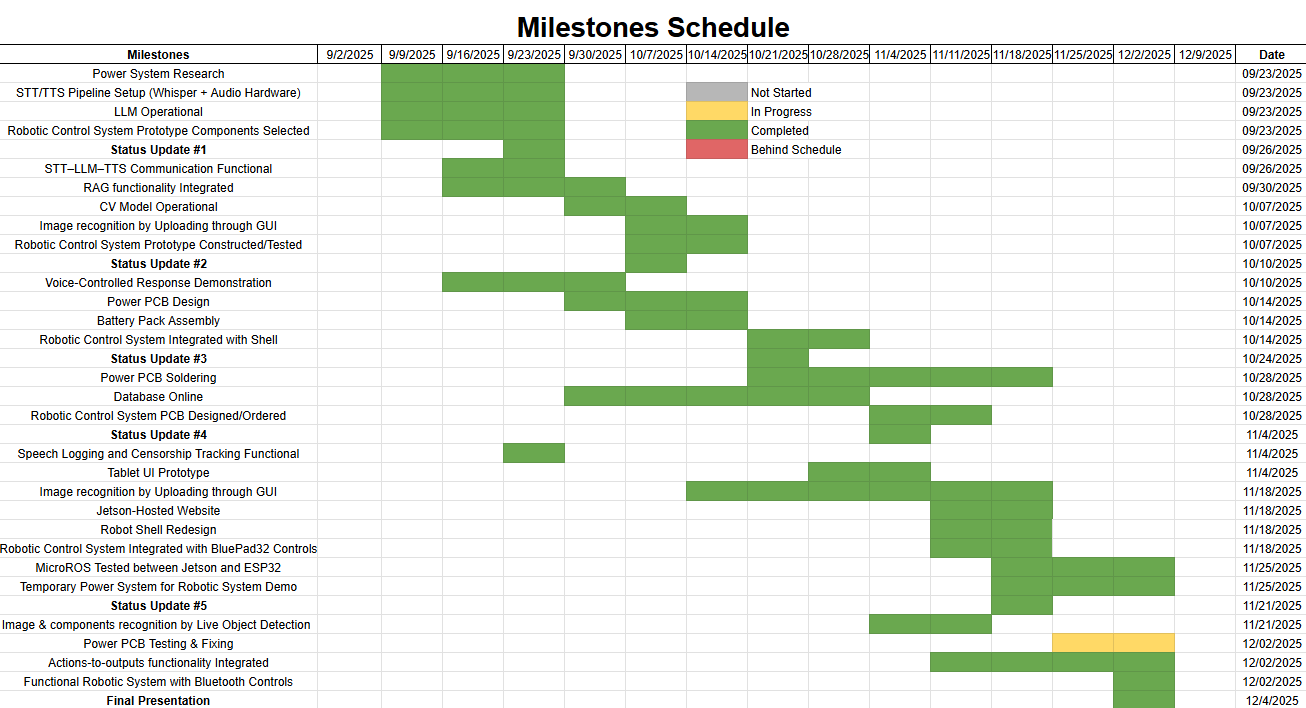 Milestones Schedule
Milestones 9/2/2025 9/9/2025 9/16/2025 9/23/2025 9/30/2025 10/7/2025 10/14/2025 10/21/2025 10/28/2025 11/4/2025 11/11/2025 11/18/2025 11/25/2025 12/2/2025 12/9/2025 Date
Power System Research 09/23/2025
STT/TTS Pipeline Setup (Whisper + Audio Hardware) Not Started 09/23/2025
LLM Operational In Progress 09/23/2025
Robotic Control System Prototype Components Selected Completed 09/23/2025
Status Update #1 Behind Schedule 09/26/2025
STT–LLM–TTS Communication Functional 09/26/2025
RAG functionality Integrated 09/30/2025
CV Model Operational 10/07/2025
Image recognition by Uploading through GUI 10/07/2025
Robotic Control System Prototype Constructed/Tested 10/07/2025
Status Update #2 10/10/2025
Voice-Controlled Response Demonstration 10/10/2025
Power PCB Design 10/14/2025
Battery Pack Assembly 10/14/2025
Robotic Control System Integrated with Shell 10/14/2025
Status Update #3 10/24/2025
Power PCB Soldering 10/28/2025
Database Online 10/28/2025
Robotic Control System PCB Designed/Ordered 10/28/2025
Status Update #4 11/4/2025
Speech Logging and Censorship Tracking Functional 11/4/2025
Tablet UI Prototype 11/4/2025
Image recognition by Uploading through GUI 11/18/2025
Jetson-Hosted Website 11/18/2025
Robot Shell Redesign 11/18/2025
Robotic Control System Integrated with BluePad32 Controls 11/18/2025
MicroROS Tested between Jetson and ESP32 11/25/2025
Temporary Power System for Robotic System Demo 11/25/2025
Status Update #5 11/21/2025
Image & components recognition by Live Object Detection 11/21/2025
Power PCB Testing & Fixing 12/02/2025
Actions-to-outputs functionality Integrated 12/02/2025
Functional Robotic System with Bluetooth Controls 12/02/2025
Final Presentation 12/4/2025